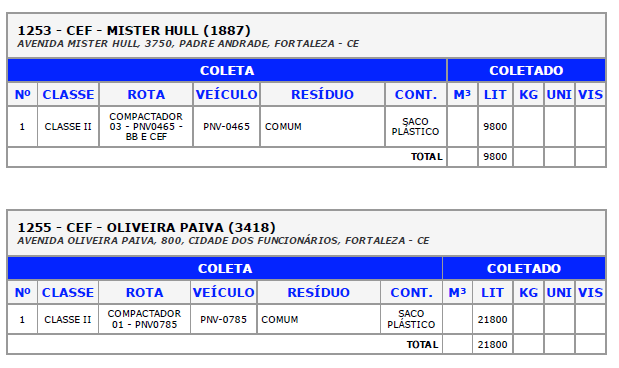 1253 - CEF - MISTER HULL (1887)
AVENIDA MISTER HULL, 3750, PADRE ANDRADE, FORTALEZA - CE
COLETA COLETADO
Nº CLASSE ROTA VEÍCULO RESÍDUO CONT. M³ LIT KG UNI VIS
1 CLASSE II COMPACTADOR 03 - PNV0465 - BB E CEF PNV-0465 COMUM SACO PLÁSTICO 9800
TOTAL 9800
1255 - CEF - OLIVEIRA PAIVA (3418)
AVENIDA OLIVEIRA PAIVA, 800, CIDADE DOS FUNCIONÁRIOS, FORTALEZA - CE
COLETA COLETADO
Nº CLASSE ROTA VEÍCULO RESÍDUO CONT. M³ LIT KG UNI VIS
1 CLASSE II COMPACTADOR 01 - PNV0785 PNV-0785 COMUM SACO PLÁSTICO 21800
TOTAL 21800